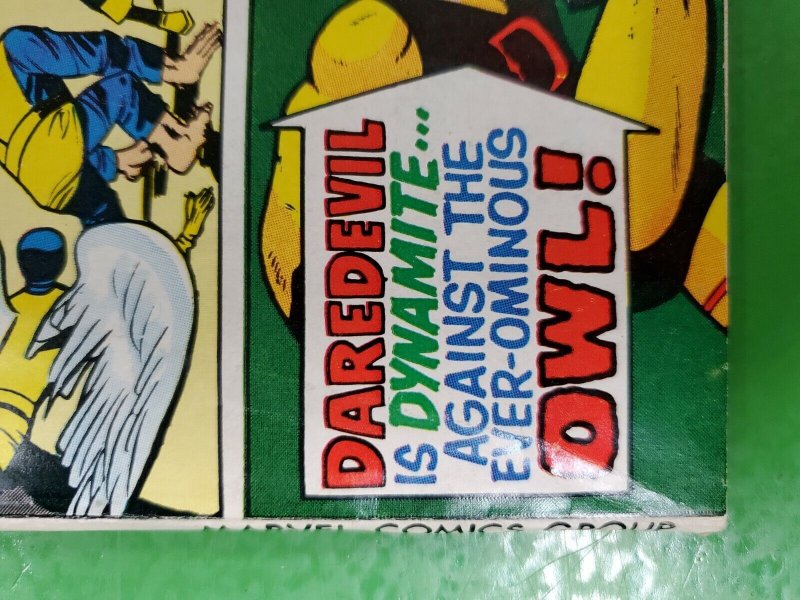 DAREDEVIL
IS DYNAMITE...
AGAINST THE
EVER-OMINOUS
OWL!
MARVEL COMICS GROUP